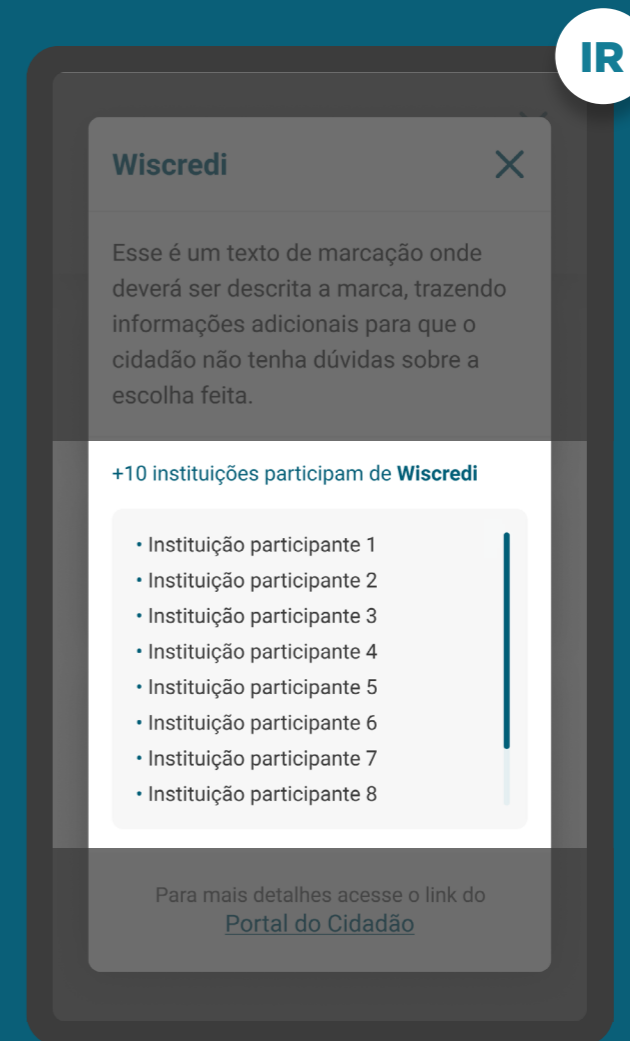 IR
Wiscredi
Esse é um texto de marcação onde
deverá ser descrita a marca, trazendo
informações adicionais para que o
cidadão não tenha dúvidas sobre a
escolha feita.
+10 instituições participam de Wiscredi
• Instituição participante 1
• Instituição participante 2
• Instituição participante 3
• Instituição participante 4
• Instituição participante 5
• Instituição participante 6
• Instituição participante 7
• Instituição participante 8
Para mais detalhes acesse o link do
Portal do Cidadão